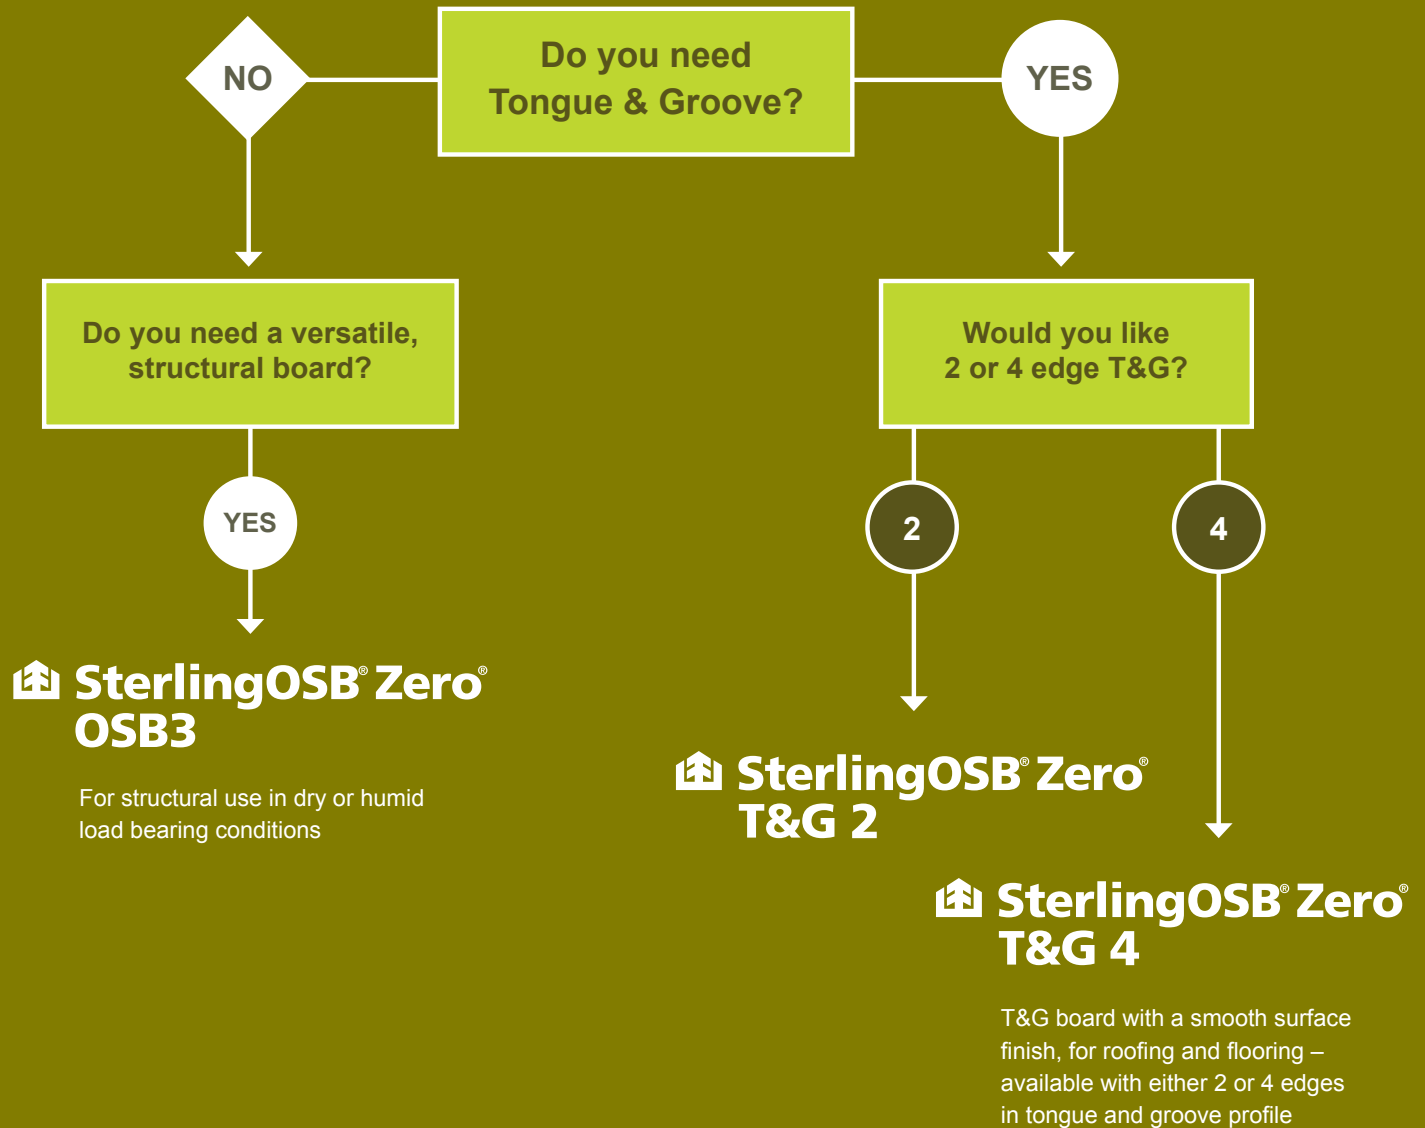 Do you need
Tongue & Groove?
NO
YES
Do you need a versatile,
structural board?
Would you like
2 or 4 edge T&G?
YES
2
4
SterlingOSB® Zero®
OSB3
For structural use in dry or humid
load bearing conditions
SterlingOSB® Zero®
T&G 2
SterlingOSB® Zero®
T&G 4
T&G board with a smooth surface
finish, for roofing and flooring –
available with either 2 or 4 edges
in tongue and groove profile